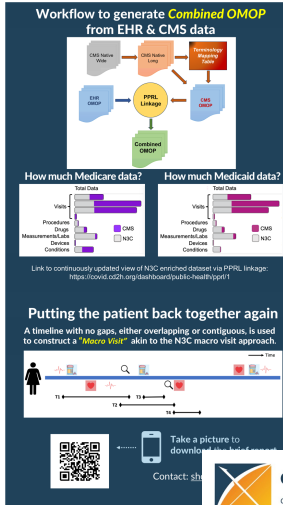 Workflow to generate Combined OMOP
from EHR & CMS data
CMS Native
Wide
CMS Native
Long
Terminology
Mapping
Table
EHR
OMOP
PPRL
Linkage
CMS
OMOP
Combined
OMOP
How much Medicare data?
Total Data
Visits
Procedures
Drugs
Measurements/Labs
Devices
Conditions
CMS
N3C
How much Medicaid data?
Total Data
Visits
Procedures
Drugs
Measurements/Labs
Devices
Conditions
CMS
N3C
Link to continuously updated view of N3C enriched dataset via PPRL linkage:
https://covid.cd2h.org/dashboard/public-health/pprl/1
Putting the patient back together again
A timeline with no gaps, either overlapping or contiguous, is used
to construct a "Macro Visit" akin to the N3C macro visit approach.
Time
T1
T3
T2
T4
Take a picture to
download the brief report
Contact: